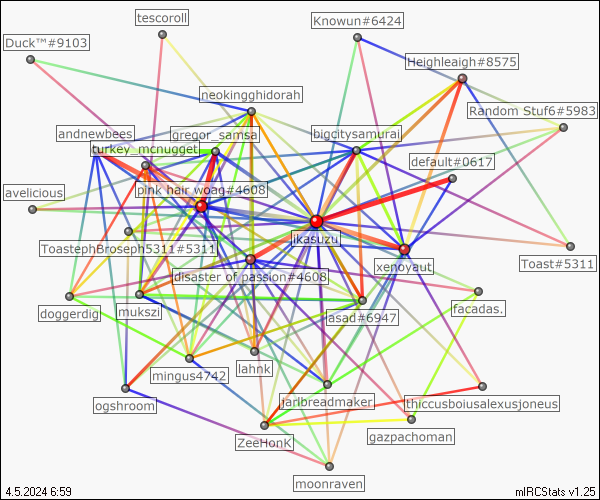 tescoroll
Knowun#6424
Duck™#9103
Heighleaigh#8575
geokingghidorah
Random Stuf6#5983
andnewbees
gregor_samsa
bigcitysamurai
turkey_mcnugget
default#0617
pink hair woag#4608
avelicious
ikasuzu
ToastephBroseph5311#5311
xenoyaut
Toast#5311
disaster of passion#4608
doggerdig
mukszi
jasad#6947
facadas.
lahnk
mingus4742
ogshroom
jarlbreadmaker
thiccusboiusalexusjoneus
ZeeHonK
gazpachoman
moonraven
4.5.2024 6:59
mIRCStats v1.25